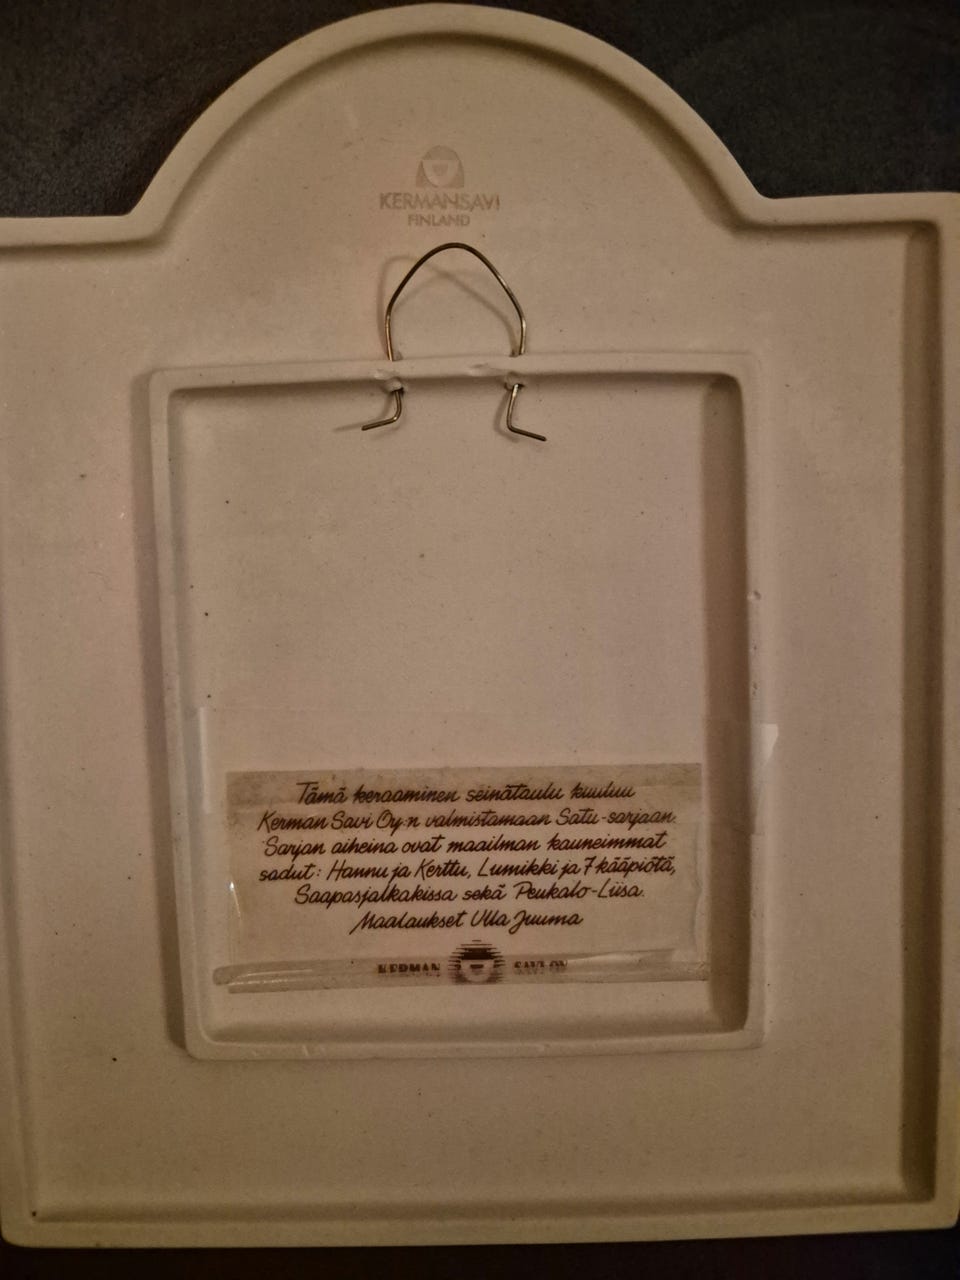 KERMANSAVI
FINLAND
Tämä keraaminen seinätaulu kuuluu
Kerman Savi Oy:n valmistamaan Satu-sarjaan.
Sarjan aiheina ovat maailman kauneimmat
sadut: Hannu ja Kerttu, Lumikki ja 7 kääpiötä,
Saapasjalkakissa sekä Peukalo-Liisa.
Maalaukset Ulla Juuma
KERMAN SAVI OY